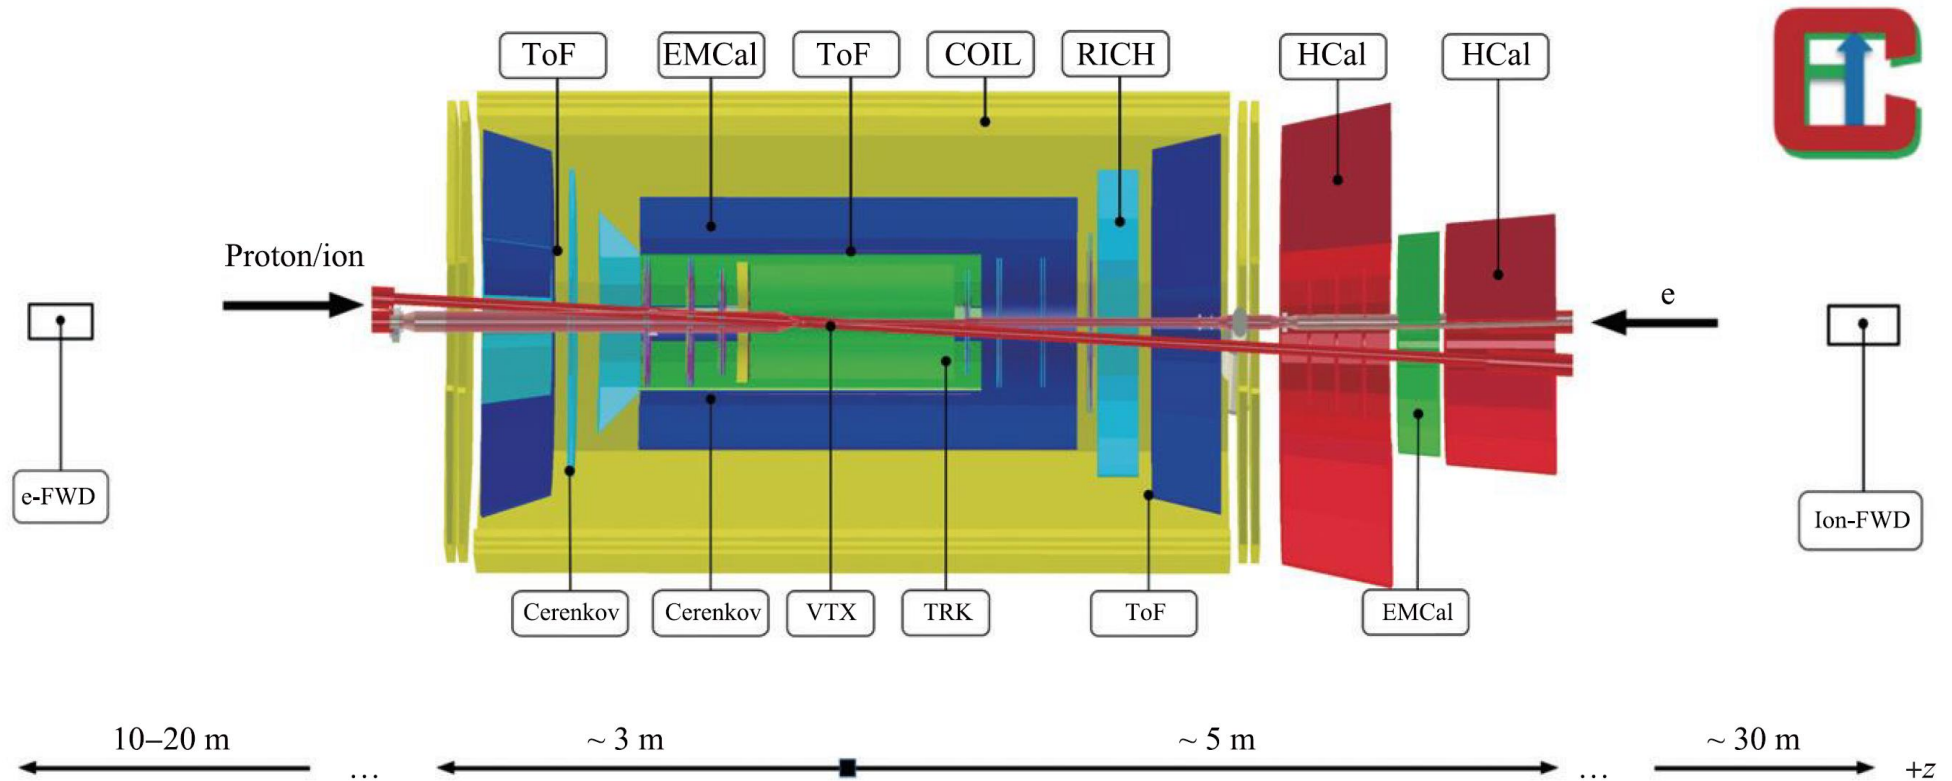 ToF
EMCal
ToF
COIL
RICH
HCal
HCal
Proton/ion
e
e-FWD
Ion-FWD
Cerenkov
Cerenkov
VTX
TRK
ToF
EMCal
10–20 m
...
~ 3 m
~ 5 m
...
~ 30 m
+z